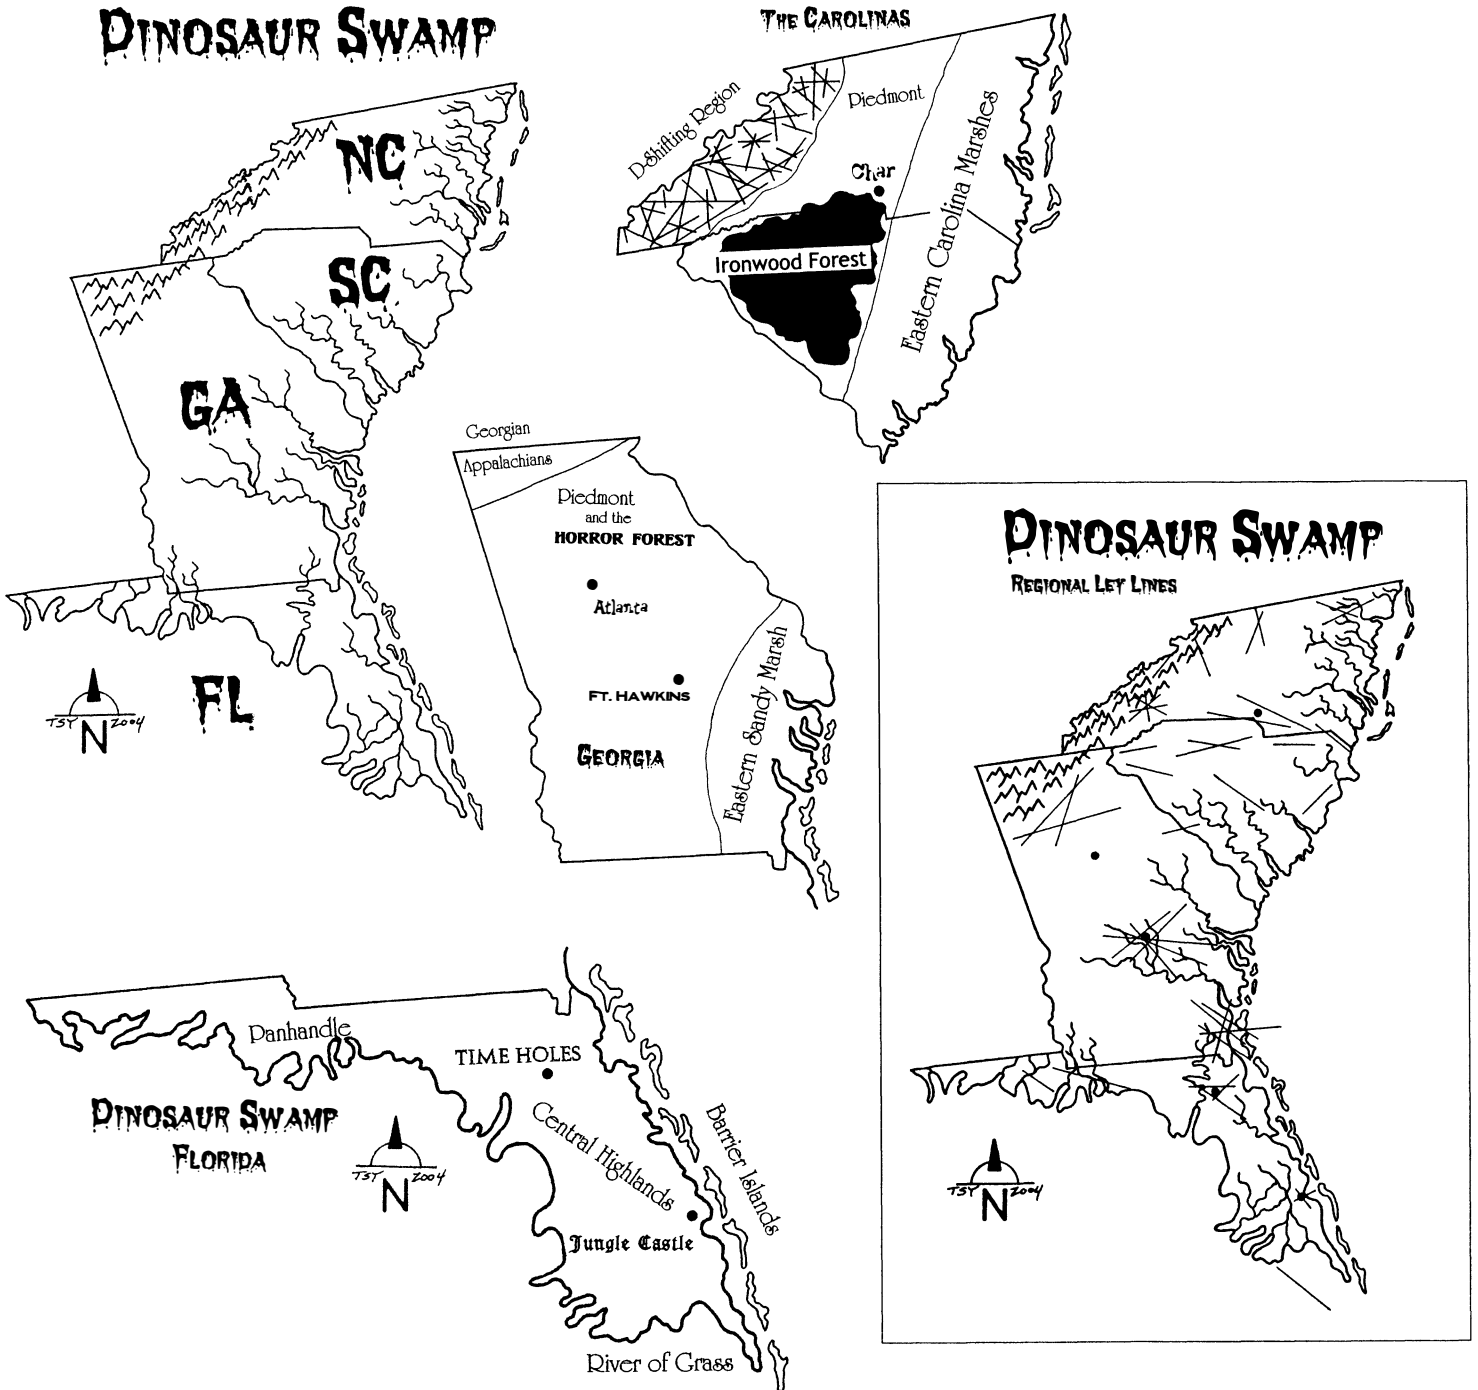 DINOSAUR SWAMP
NC
SC
GA
FL
TSY 2004
N
THE CAROLINAS
D-Shifting Region
Piedmont
Char
Ironwood Forest
Eastern Carolina Marshes
Georgian
Appalachians
Piedmont
and the
HORROR FOREST
Atlanta
FT. HAWKINS
GEORGIA
Eastern Sandy Marsh
Panhandle
TIME HOLES
DINOSAUR SWAMP
FLORIDA
TSY 2004
N
Central Highlands
Barrier Islands
Jungle Castle
River of Grass
DINOSAUR SWAMP
REGIONAL LEY LINES
TSY 2004
N